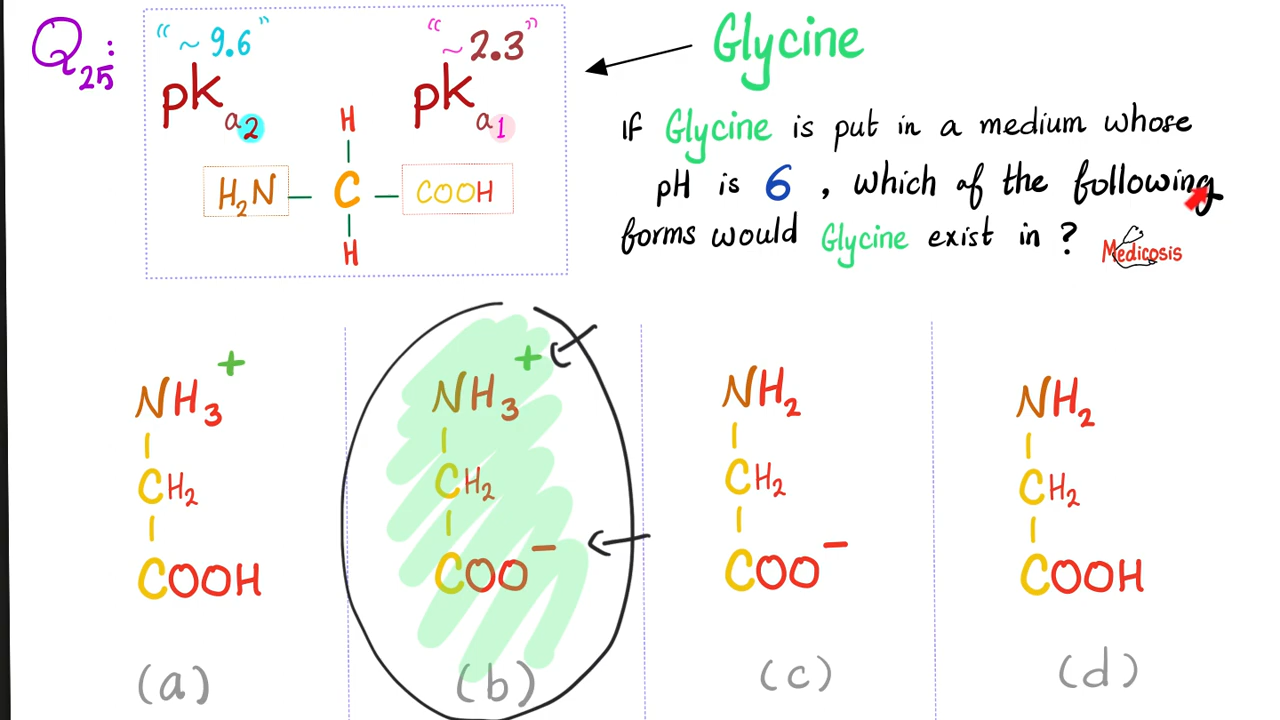 Q25:
"~9.6"
pka2
"~2.3"
pka1
H
H2N – C – COOH
H
Glycine
If Glycine is put in a medium whose
pH is 6, which of the following
forms would Glycine exist in?
Medicosis
NH3+
CH2
COOH
(a)
NH3+
CH2
COO–
(b)
NH2
CH2
COO–
(c)
NH2
CH2
COOH
(d)